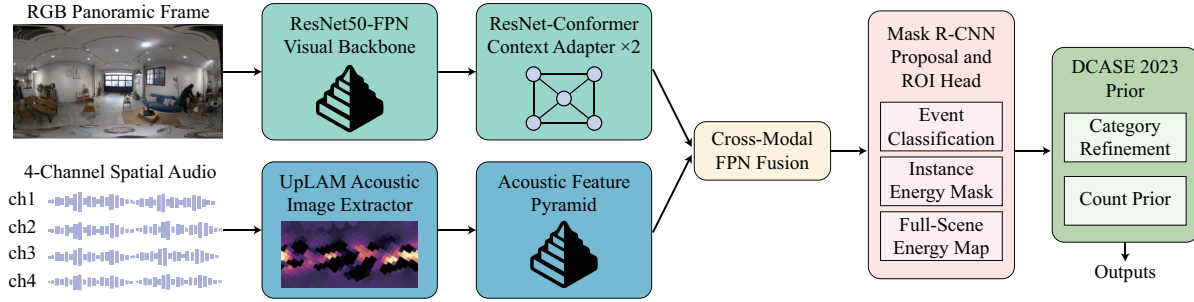 RGB Panoramic Frame
ResNet50-FPN
Visual Backbone
ResNet-Conformer
Context Adapter ×2
4-Channel Spatial Audio
ch1
ch2
ch3
ch4
UpLAM Acoustic
Image Extractor
Acoustic Feature
Pyramid
Cross-Modal
FPN Fusion
Mask R-CNN
Proposal and
ROI Head
Event
Classification
Instance
Energy Mask
Full-Scene
Energy Map
DCASE 2023
Prior
Category
Refinement
Count Prior
Outputs